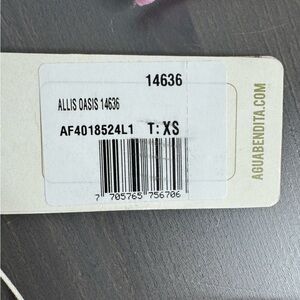 14636
ALLIS OASIS 14636
AF4018524L1 T: XS
7 705765 756706
AGUABENDITA.COM